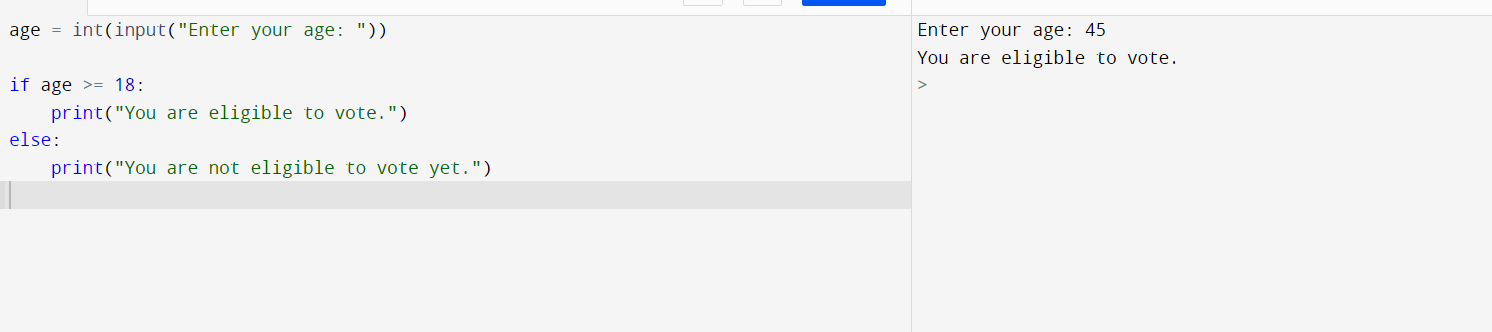 age = int(input("Enter your age: "))
if age >= 18:
    print("You are eligible to vote.")
else:
    print("You are not eligible to vote yet.")
Enter your age: 45
You are eligible to vote.
>